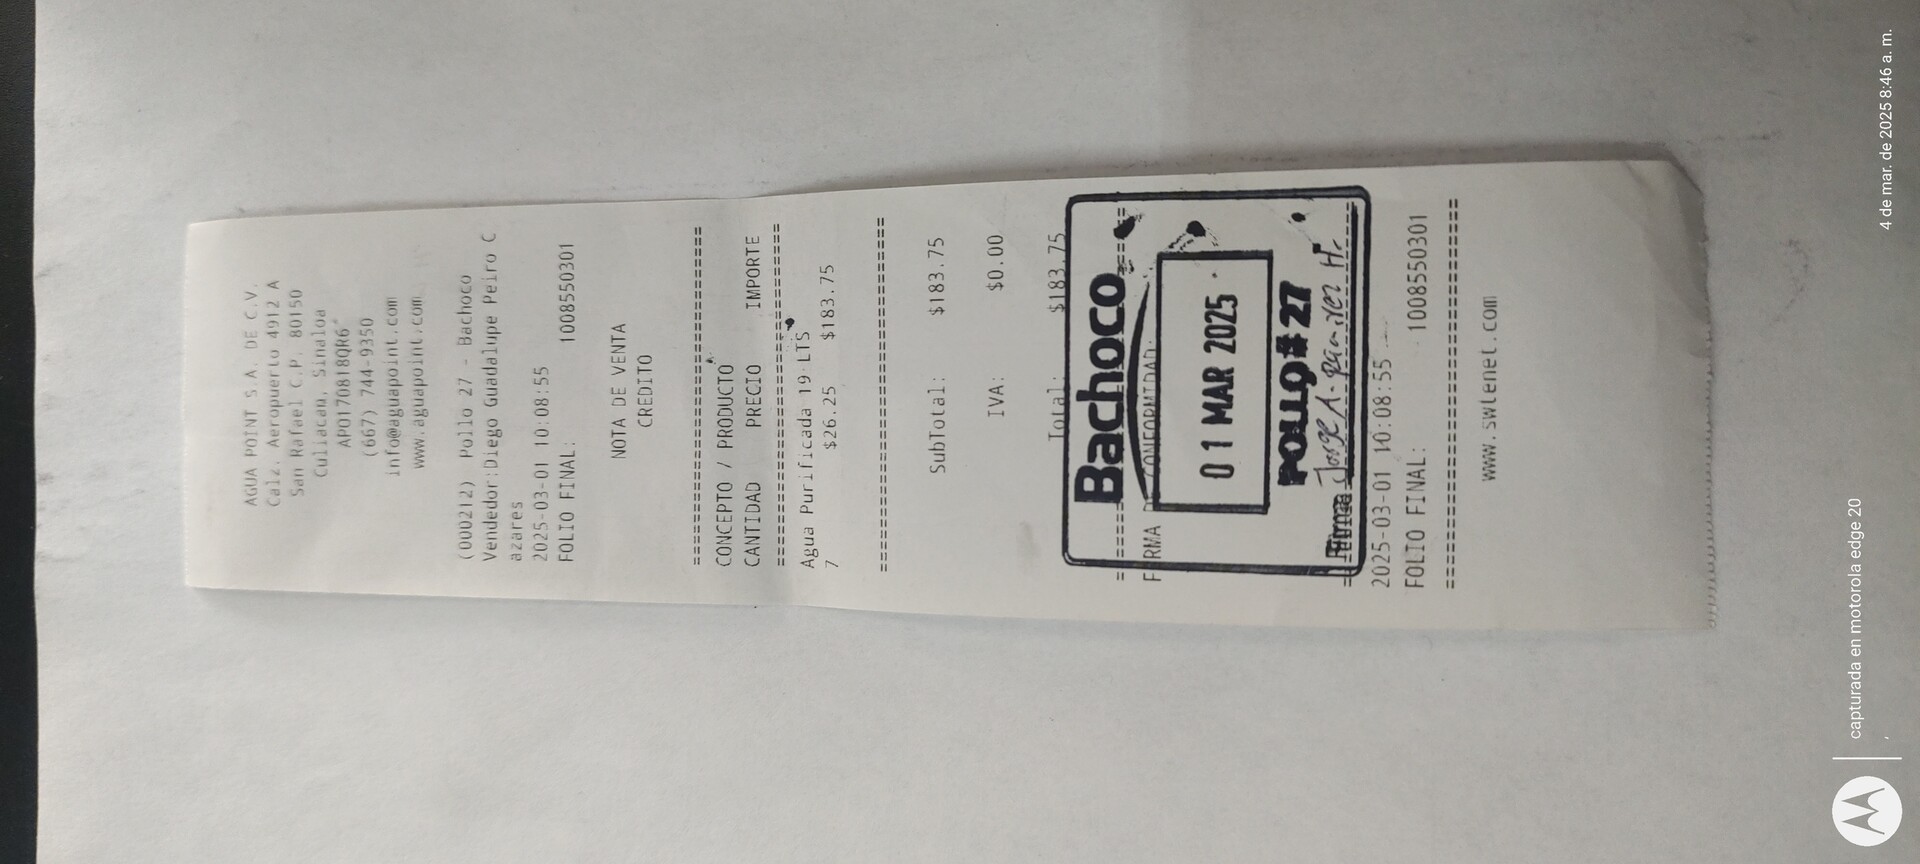 AGUA POINT S.A. DE C.V.
Calz. Aeropuerto 4912 A
San Rafael C.P. 80150
Culiacan, Sinaloa
APO170818QR6
(667) 744-9350
info@aguapoint.com
www.aguapoint.com
(000212) Pollo 27 - Bachoco
Vendedor:Diego Guadalupe Peiro C
azares
2025-03-01 10:08:55
FOLIO FINAL: 1008550301
NOTA DE VENTA
CREDITO
================================
CONCEPTO / PRODUCTO
CANTIDAD PRECIO IMPORTE
================================
Agua Purificada 19 LTS
7 $26.25 $183.75
================================
SubTotal: $183.75
IVA: $0.00
Total: $183.75
FIRMA DE CONFORMIDAD:
Bachoco
01 MAR 2025
POLLO # 27
Firma Jorge A.
2025-03-01 10:08:55
FOLIO FINAL: 1008550301
================================
www.swtenet.com
capturada en motorola edge 20
4 de mar. de 2025 8:46 a. m.